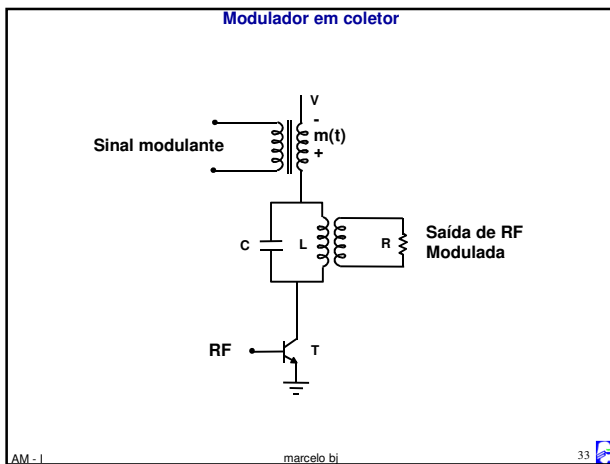 Modulador em coletor
V
-
m(t)
+
Sinal modulante
C
L
R
Saída de RF
Modulada
RF
T
AM - I
marcelo bj
33